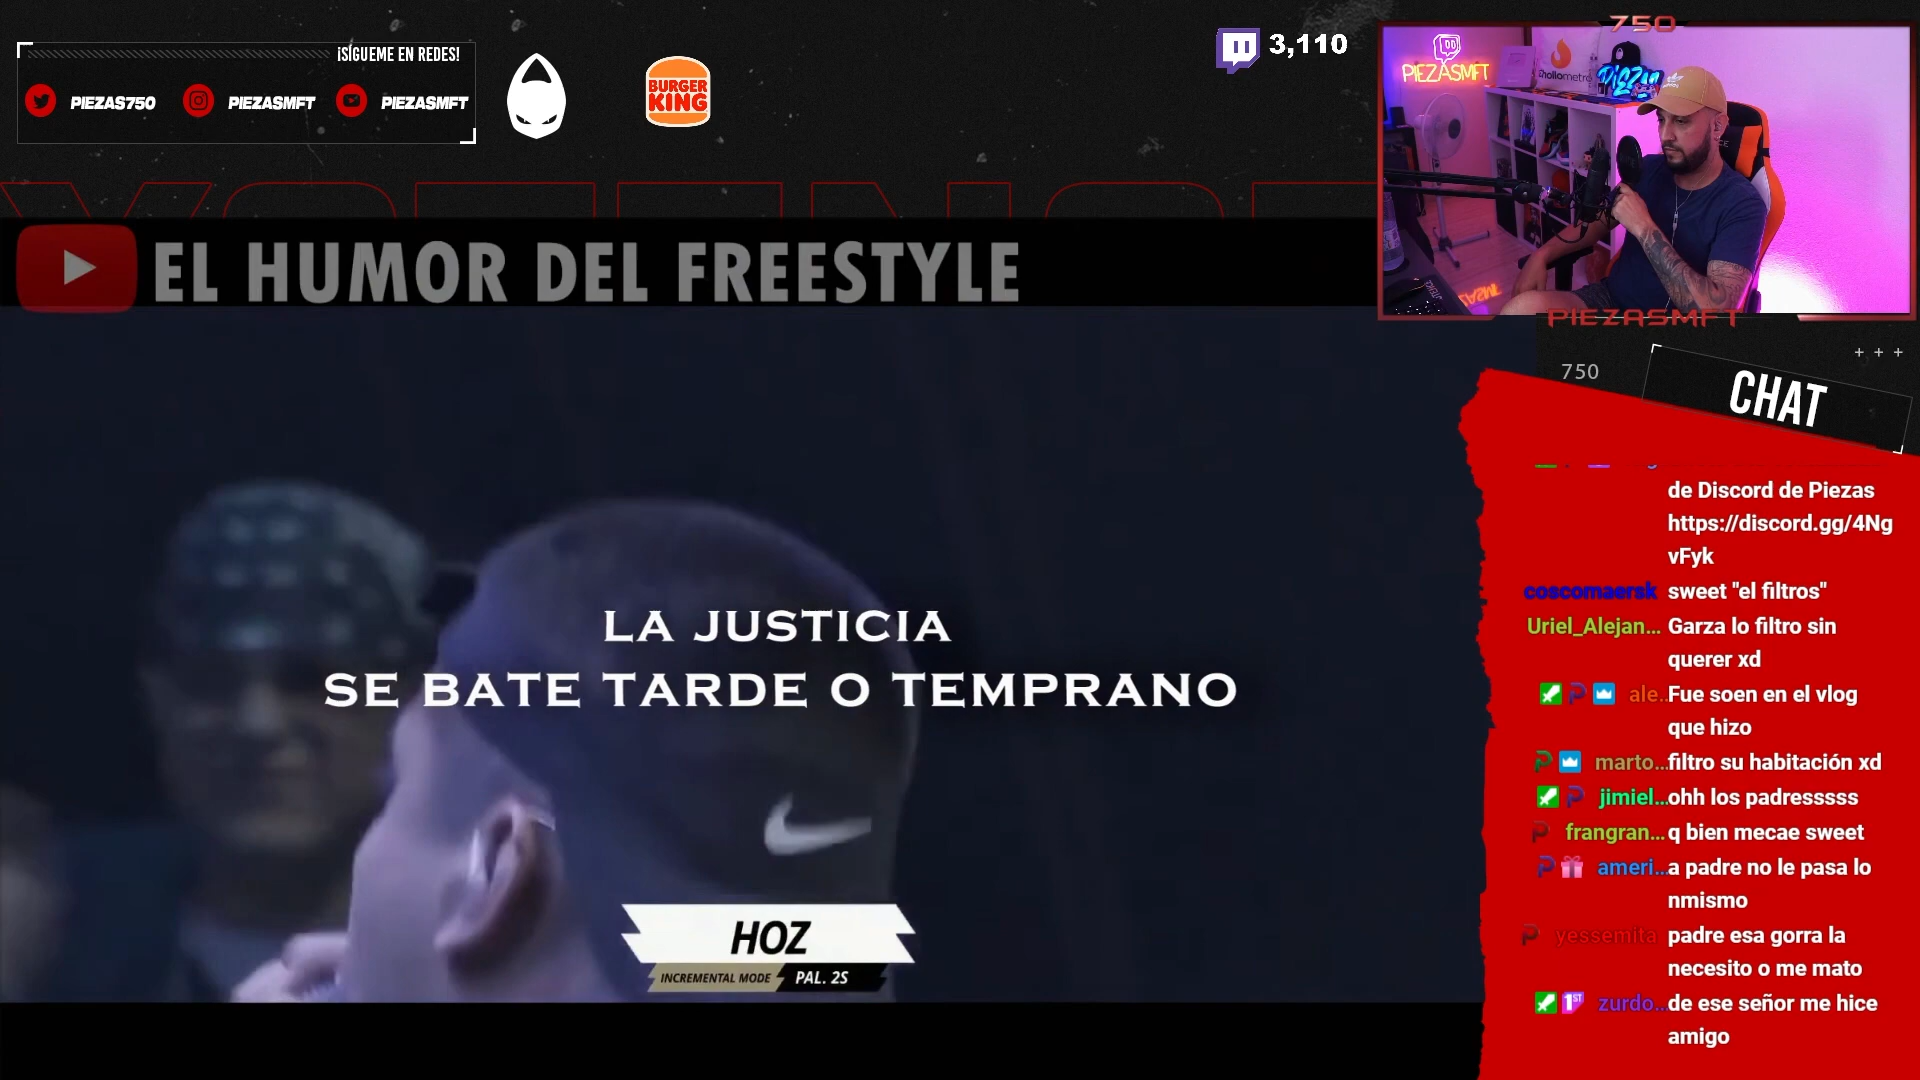 ¡SÍGUEME EN REDES!
PIEZAS750 PIEZASMFT PIEZASMFT
BURGER
KING
3,110
750
PIEZASMFT
PIEZASMFT
EL HUMOR DEL FREESTYLE
750
CHAT
LA JUSTICIA
SE BATE TARDE O TEMPRANO
HOZ
INCREMENTAL MODE PAL. 2S
de Discord de Piezas
https://discord.gg/4Ng
vFyk
coscomaersk sweet "el filtros"
Uriel_Alejan... Garza lo filtro sin
querer xd
ale.. Fue soen en el vlog
que hizo
marto... filtro su habitación xd
jimiel... ohh los padresssss
frangran... q bien mecae sweet
ameri... a padre no le pasa lo
nmismo
yessemita padre esa gorra la
necesito o me mato
1ST zurdo... de ese señor me hice
amigo